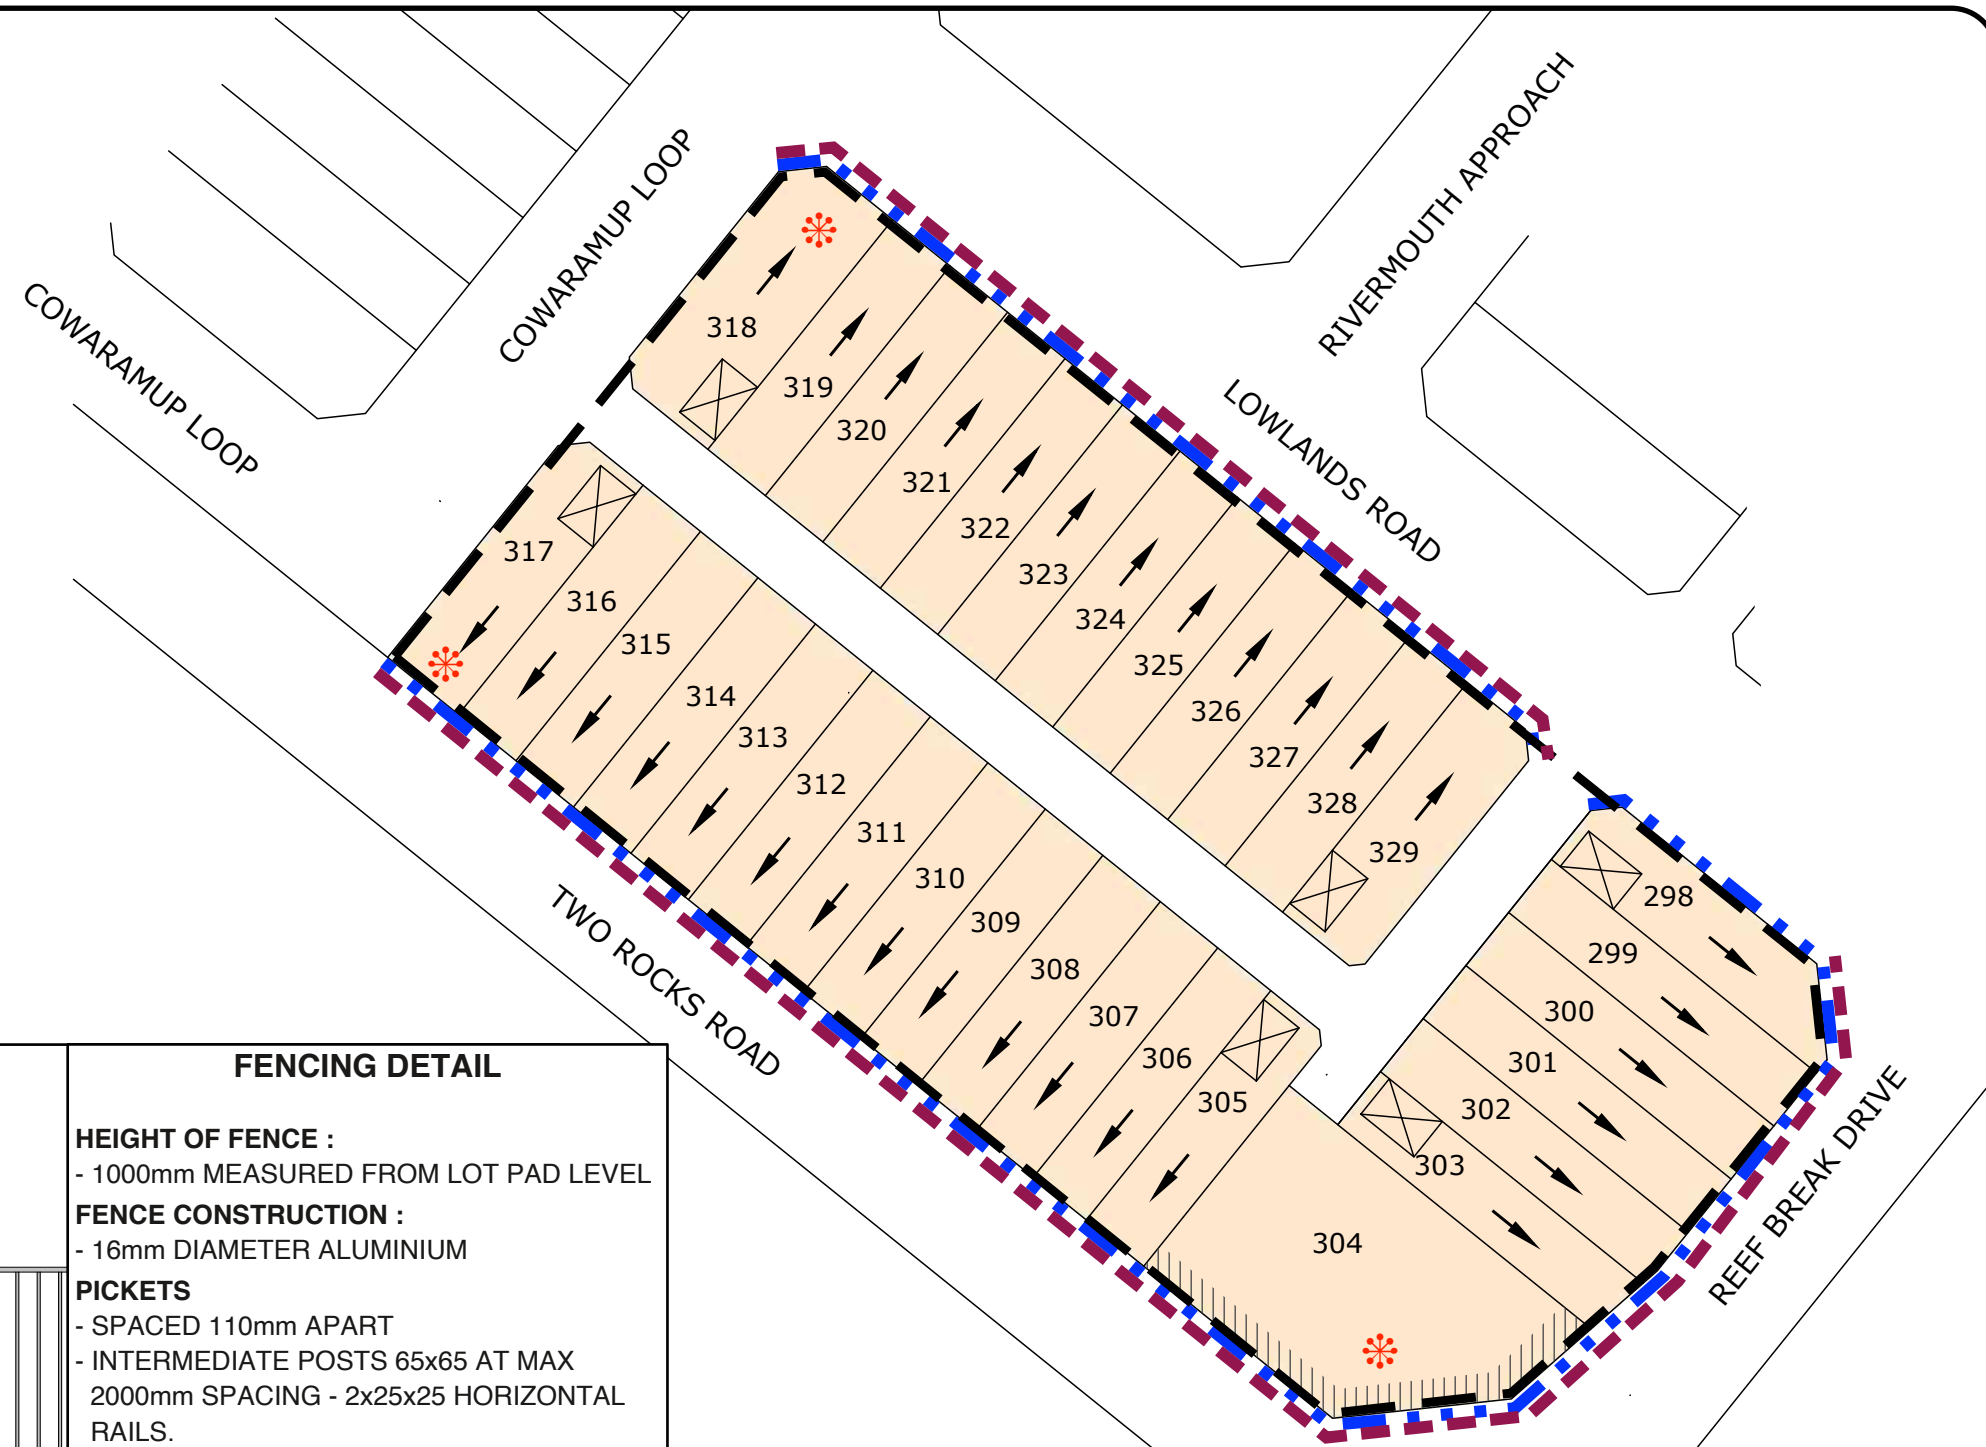 COWARAMUP LOOP
COWARAMUP LOOP
RIVERMOUTH APPROACH
LOWLANDS ROAD
318
319
320
321
322
323
324
325
326
327
328
329
317
316
315
314
313
312
311
310
309
308
307
306
305
304
298
299
300
301
302
303
TWO ROCKS ROAD
REEF BREAK DRIVE
FENCING DETAIL
HEIGHT OF FENCE :
- 1000mm MEASURED FROM LOT PAD LEVEL
FENCE CONSTRUCTION :
- 16mm DIAMETER ALUMINIUM
PICKETS
- SPACED 110mm APART
- INTERMEDIATE POSTS 65x65 AT MAX
2000mm SPACING - 2x25x25 HORIZONTAL
RAILS.